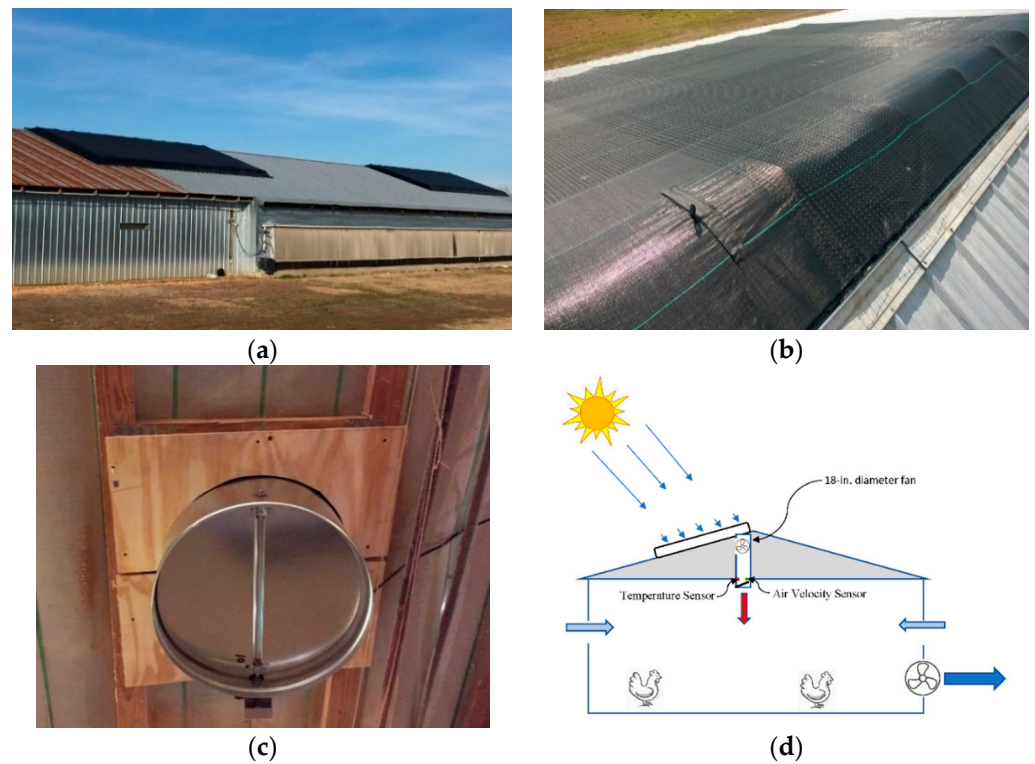 (a)
(b)
18-in. diameter fan
Temperature Sensor
Air Velocity Sensor
(c)
(d)